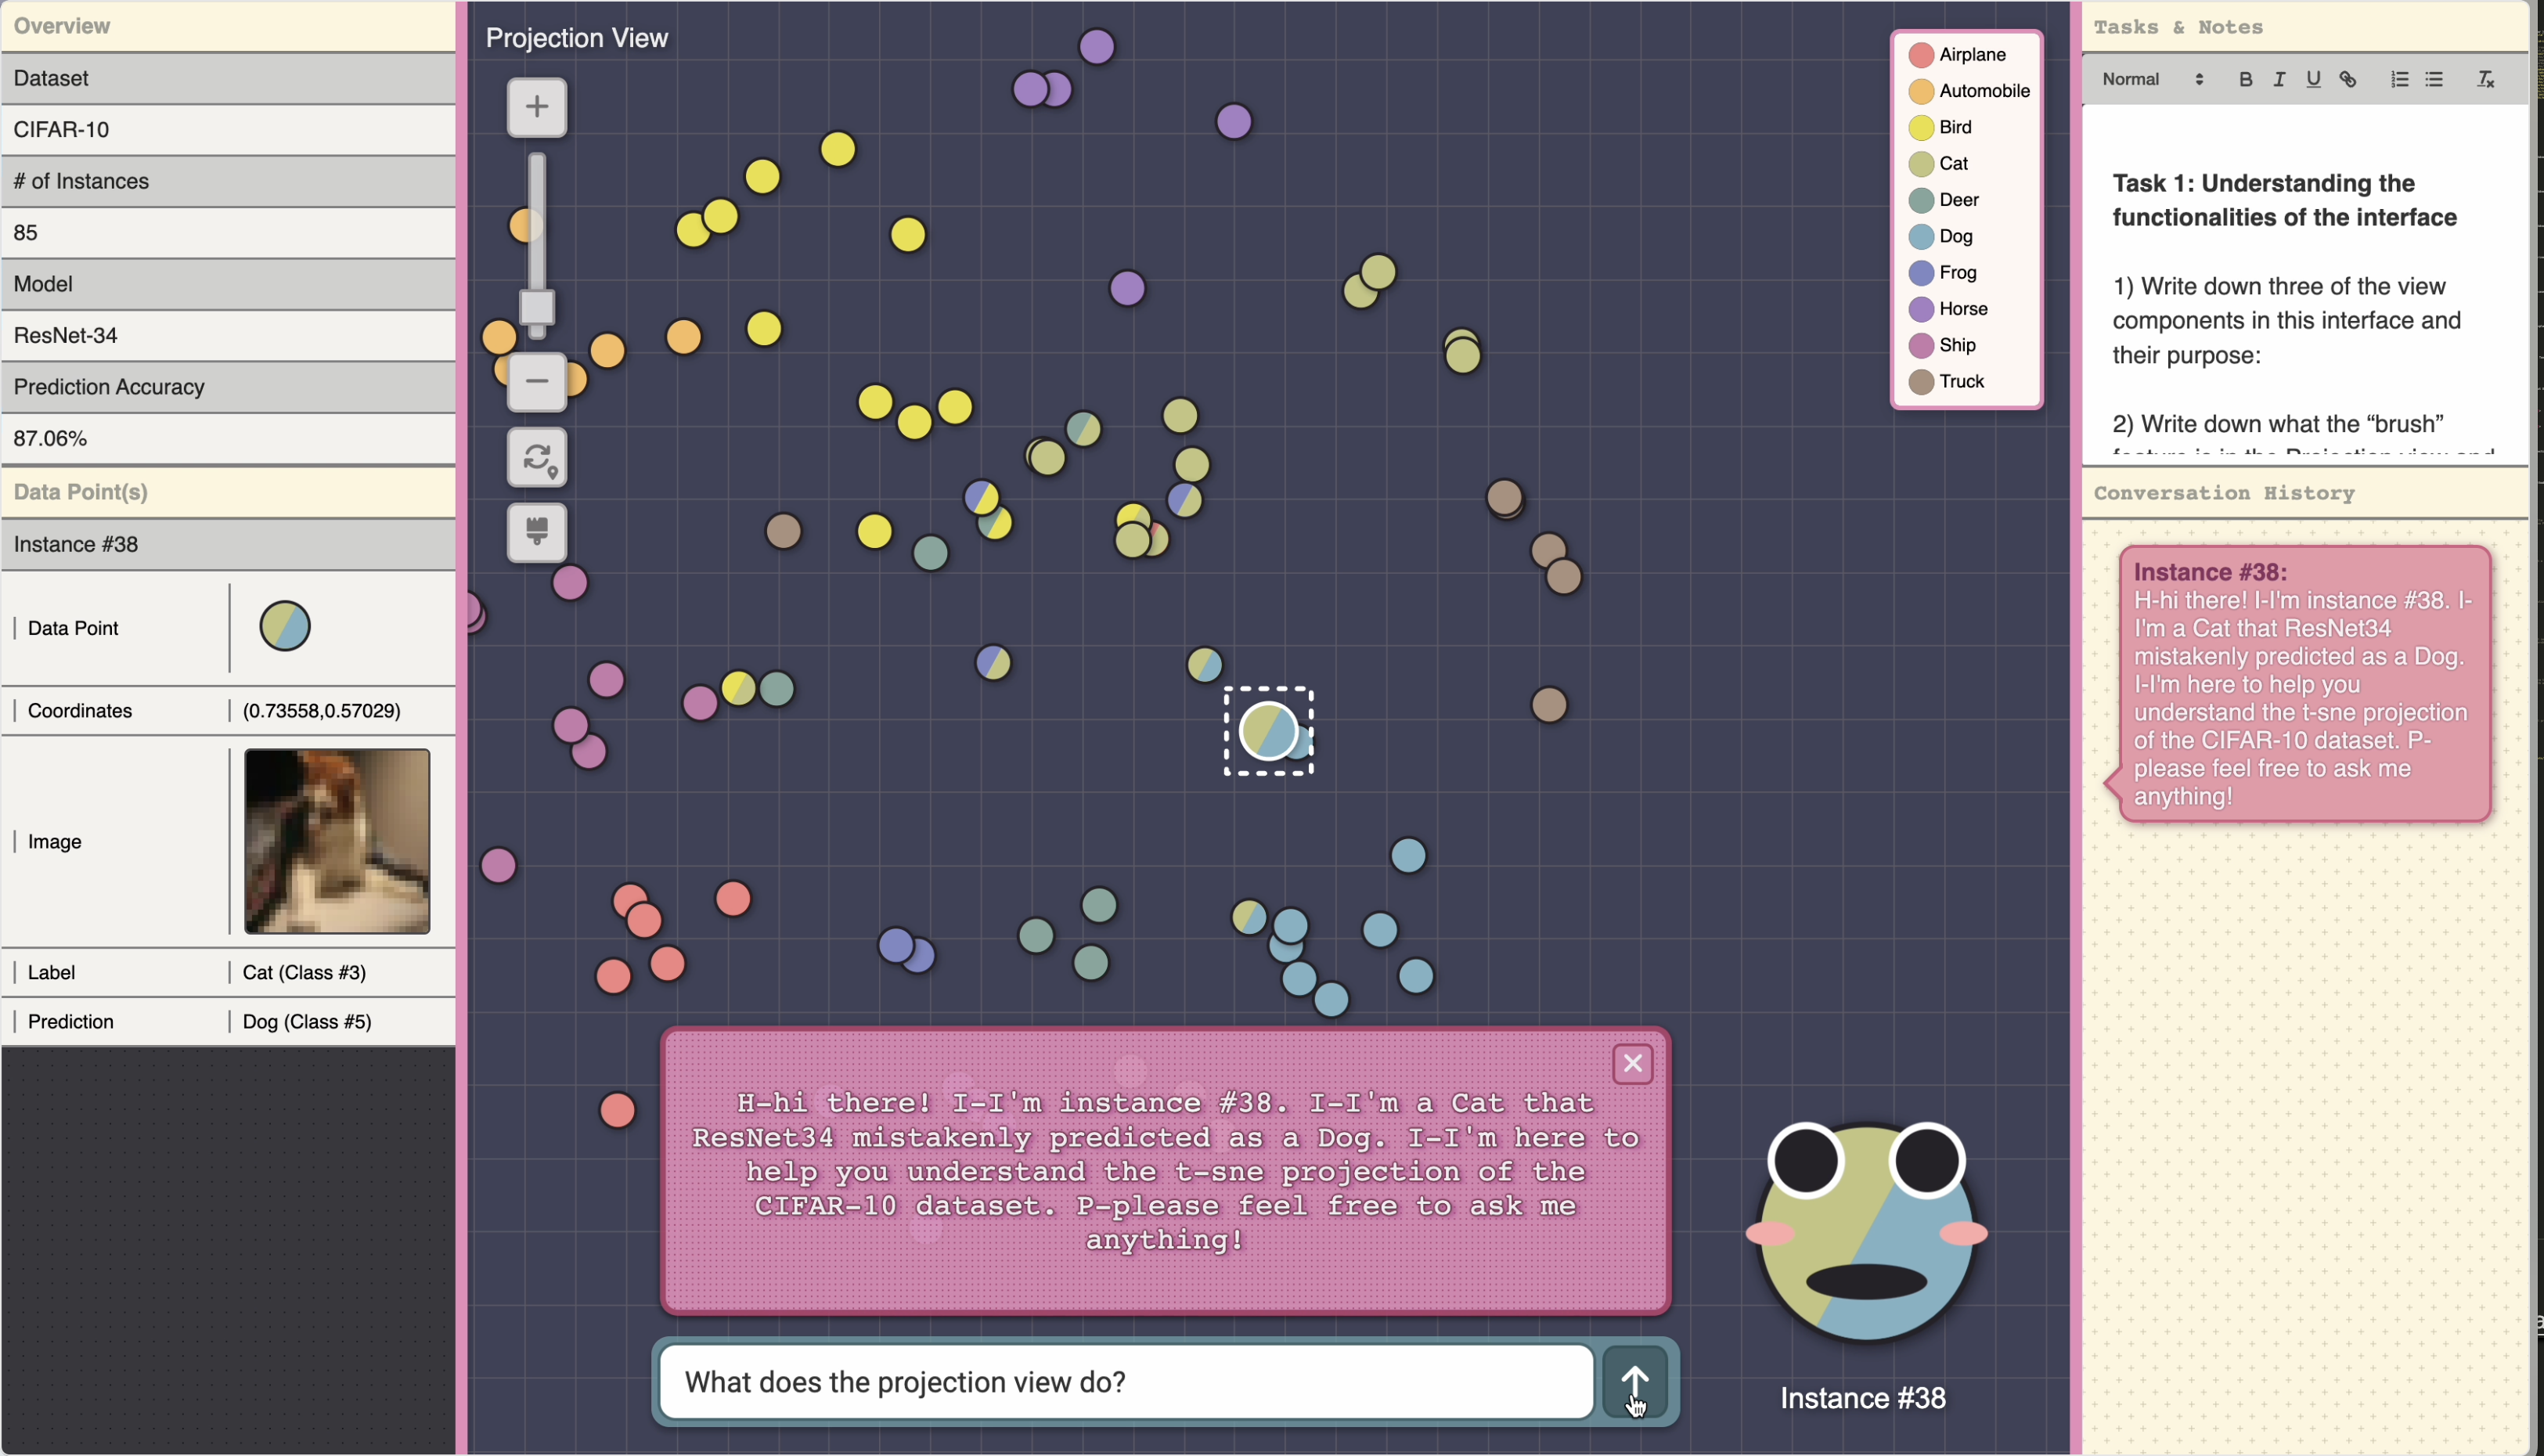 Overview
Dataset
CIFAR-10
# of Instances
85
Model
ResNet-34
Prediction Accuracy
87.06%
Data Point(s)
Instance #38
Data Point
Coordinates
(0.73558,0.57029)
Image
Label
Cat (Class #3)
Prediction
Dog (Class #5)
Projection View
Airplane
Automobile
Bird
Cat
Deer
Dog
Frog
Horse
Ship
Truck
H-hi there! I-I'm instance #38. I-I'm a Cat that
ResNet34 mistakenly predicted as a Dog. I-I'm here to
help you understand the t-sne projection of the
CIFAR-10 dataset. P-please feel free to ask me
anything!
What does the projection view do?
Instance #38
Tasks & Notes
Normal
Task 1: Understanding the
functionalities of the interface
1) Write down three of the view
components in this interface and
their purpose:
2) Write down what the “brush”
feature is in the Projection view and
Conversation History
Instance #38:
H-hi there! I-I'm instance #38. I-
I'm a Cat that ResNet34
mistakenly predicted as a Dog.
I-I'm here to help you
understand the t-sne projection
of the CIFAR-10 dataset. P-
please feel free to ask me
anything!